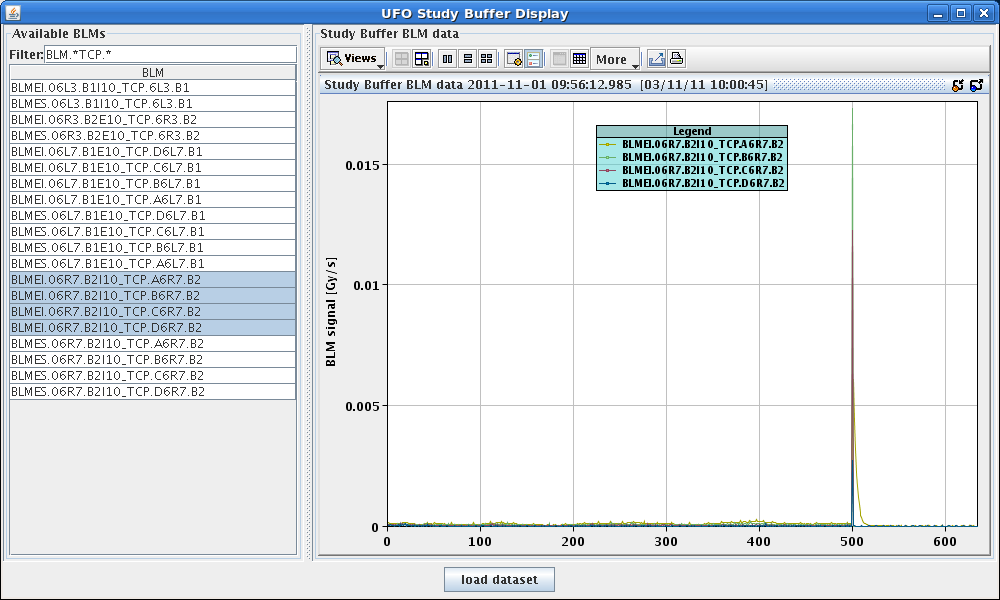 UFO Study Buffer Display
Available BLMs
Filter: BLM.*TCP.*
BLM
BLMEI.06L3.B1I10_TCP.6L3.B1
BLMES.06L3.B1I10_TCP.6L3.B1
BLMEI.06R3.B2E10_TCP.6R3.B2
BLMES.06R3.B2E10_TCP.6R3.B2
BLMEI.06L7.B1E10_TCP.D6L7.B1
BLMEI.06L7.B1E10_TCP.C6L7.B1
BLMEI.06L7.B1E10_TCP.B6L7.B1
BLMEI.06L7.B1E10_TCP.A6L7.B1
BLMES.06L7.B1E10_TCP.D6L7.B1
BLMES.06L7.B1E10_TCP.C6L7.B1
BLMES.06L7.B1E10_TCP.B6L7.B1
BLMES.06L7.B1E10_TCP.A6L7.B1
BLMEI.06R7.B2I10_TCP.A6R7.B2
BLMEI.06R7.B2I10_TCP.B6R7.B2
BLMEI.06R7.B2I10_TCP.C6R7.B2
BLMEI.06R7.B2I10_TCP.D6R7.B2
BLMES.06R7.B2I10_TCP.A6R7.B2
BLMES.06R7.B2I10_TCP.B6R7.B2
BLMES.06R7.B2I10_TCP.C6R7.B2
BLMES.06R7.B2I10_TCP.D6R7.B2
Study Buffer BLM data
Views
More
Study Buffer BLM data 2011-11-01 09:56:12.985 [03/11/11 10:00:45]
Legend
BLMEI.06R7.B2I10_TCP.A6R7.B2
BLMEI.06R7.B2I10_TCP.B6R7.B2
BLMEI.06R7.B2I10_TCP.C6R7.B2
BLMEI.06R7.B2I10_TCP.D6R7.B2
BLM signal [Gy/s]
0.015
0.01
0.005
0
0 100 200 300 400 500 600
load dataset